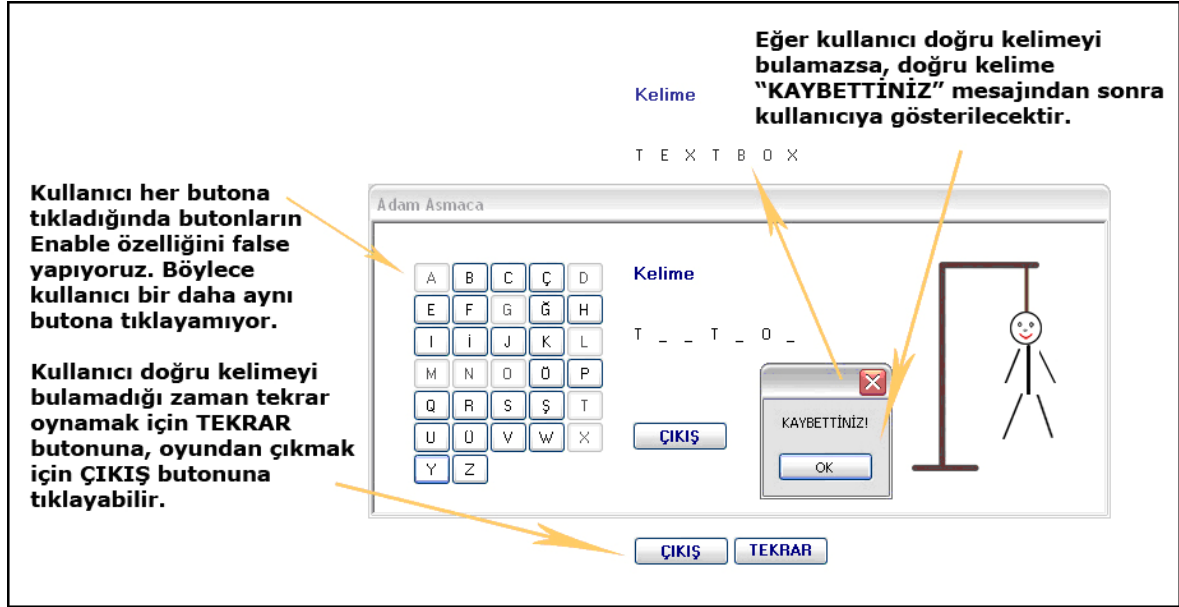 Eğer kullanıcı doğru kelimeyi
bulamazsa, doğru kelime
“KAYBETTİNİZ” mesajından sonra
kullanıcıya gösterilecektir.
Kelime
T E X T B O X
Kullanıcı her butona
tıkladığında butonların
Enable özelliğini false
yapıyoruz. Böylece
kullanıcı bir daha aynı
butona tıklayamıyor.
Kullanıcı doğru kelimeyi
bulamadığı zaman tekrar
oynamak için TEKRAR
butonuna, oyundan çıkmak
için ÇIKIŞ butonuna
tıklayabilir.
Adam Asmaca
A B C Ç D
E F G Ğ H
I İ J K L
M N O Ö P
Q R S Ş T
U Ü V W X
Y Z
Kelime
T _ _ T _ O _
ÇIKIŞ
KAYBETTİNİZ!
OK
ÇIKIŞ TEKRAR